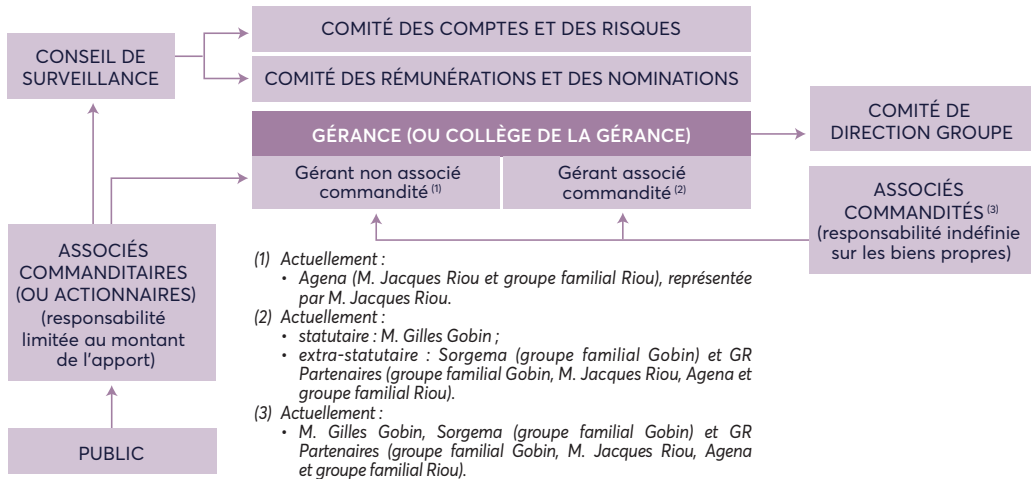 COMITÉ DES COMPTES ET DES RISQUES
CONSEIL DE
SURVEILLANCE
COMITÉ DES RÉMUNÉRATIONS ET DES NOMINATIONS
GÉRANCE (OU COLLÈGE DE LA GÉRANCE)
COMITÉ DE
DIRECTION GROUPE
Gérant non associé
commandité (1)
Gérant associé
commandité (2)
ASSOCIÉS
COMMANDITÉS (3)
(responsabilité indéfinie
sur les biens propres)
ASSOCIÉS
COMMANDITAIRES
(OU ACTIONNAIRES)
(responsabilité
limitée au montant
de l'apport)
PUBLIC
(1) Actuellement :
• Agena (M. Jacques Riou et groupe familial Riou), représentée
par M. Jacques Riou.
(2) Actuellement :
• statutaire : M. Gilles Gobin ;
• extra-statutaire : Sorgema (groupe familial Gobin) et GR
Partenaires (groupe familial Gobin, M. Jacques Riou, Agena et
groupe familial Riou).
(3) Actuellement :
• M. Gilles Gobin, Sorgema (groupe familial Gobin) et GR
Partenaires (groupe familial Gobin, M. Jacques Riou, Agena
et groupe familial Riou).